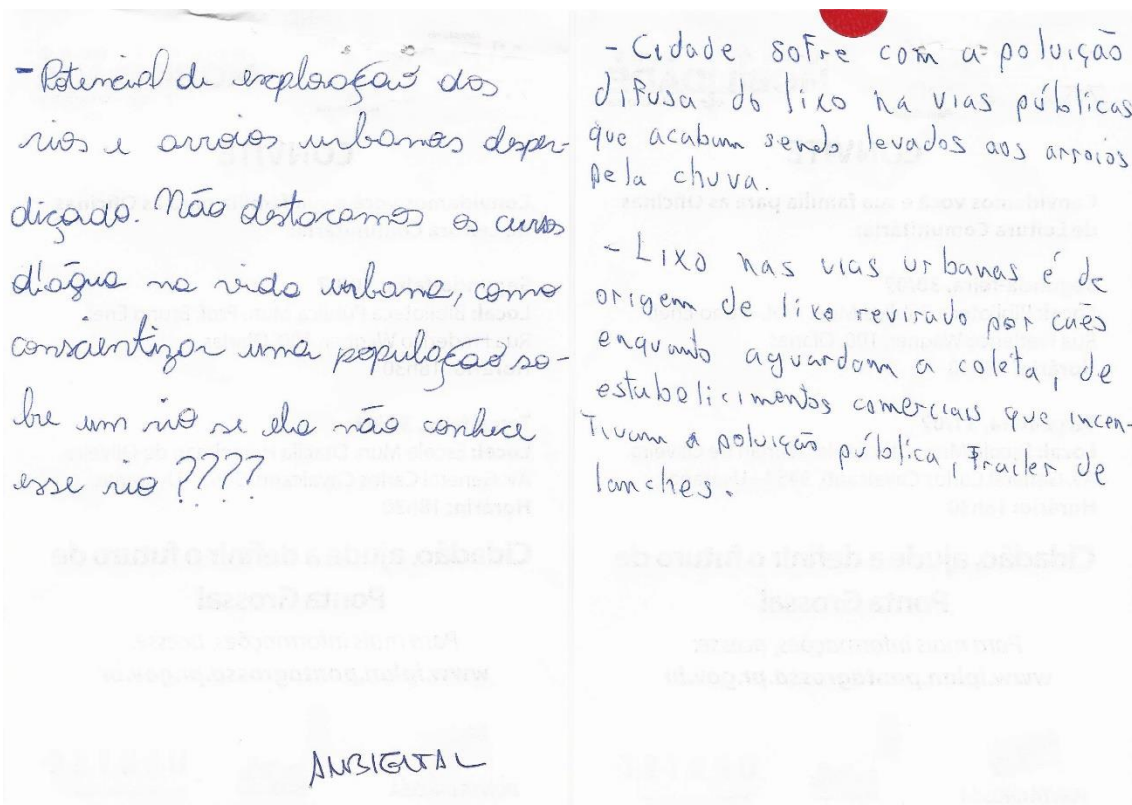 - Potencial de exploração dos
rios e arroios urbanos desper-
diçado. Não destacamos os cursos
d'água na vida urbana, como
conscientizar uma população so-
bre um rio se ela não conhece
esse rio ????
AMBIENTAL
- Cidade sofre com a poluição
difusa do lixo na vias públicas
que acabam sendo levados aos arroios
pela chuva.
- Lixo nas vias urbanas é de
origem de lixo revirado por cães
enquanto aguardam a coleta, de
estabelicimentos comerciais que incen-
tivam a poluição pública, Trailer de
lanches.